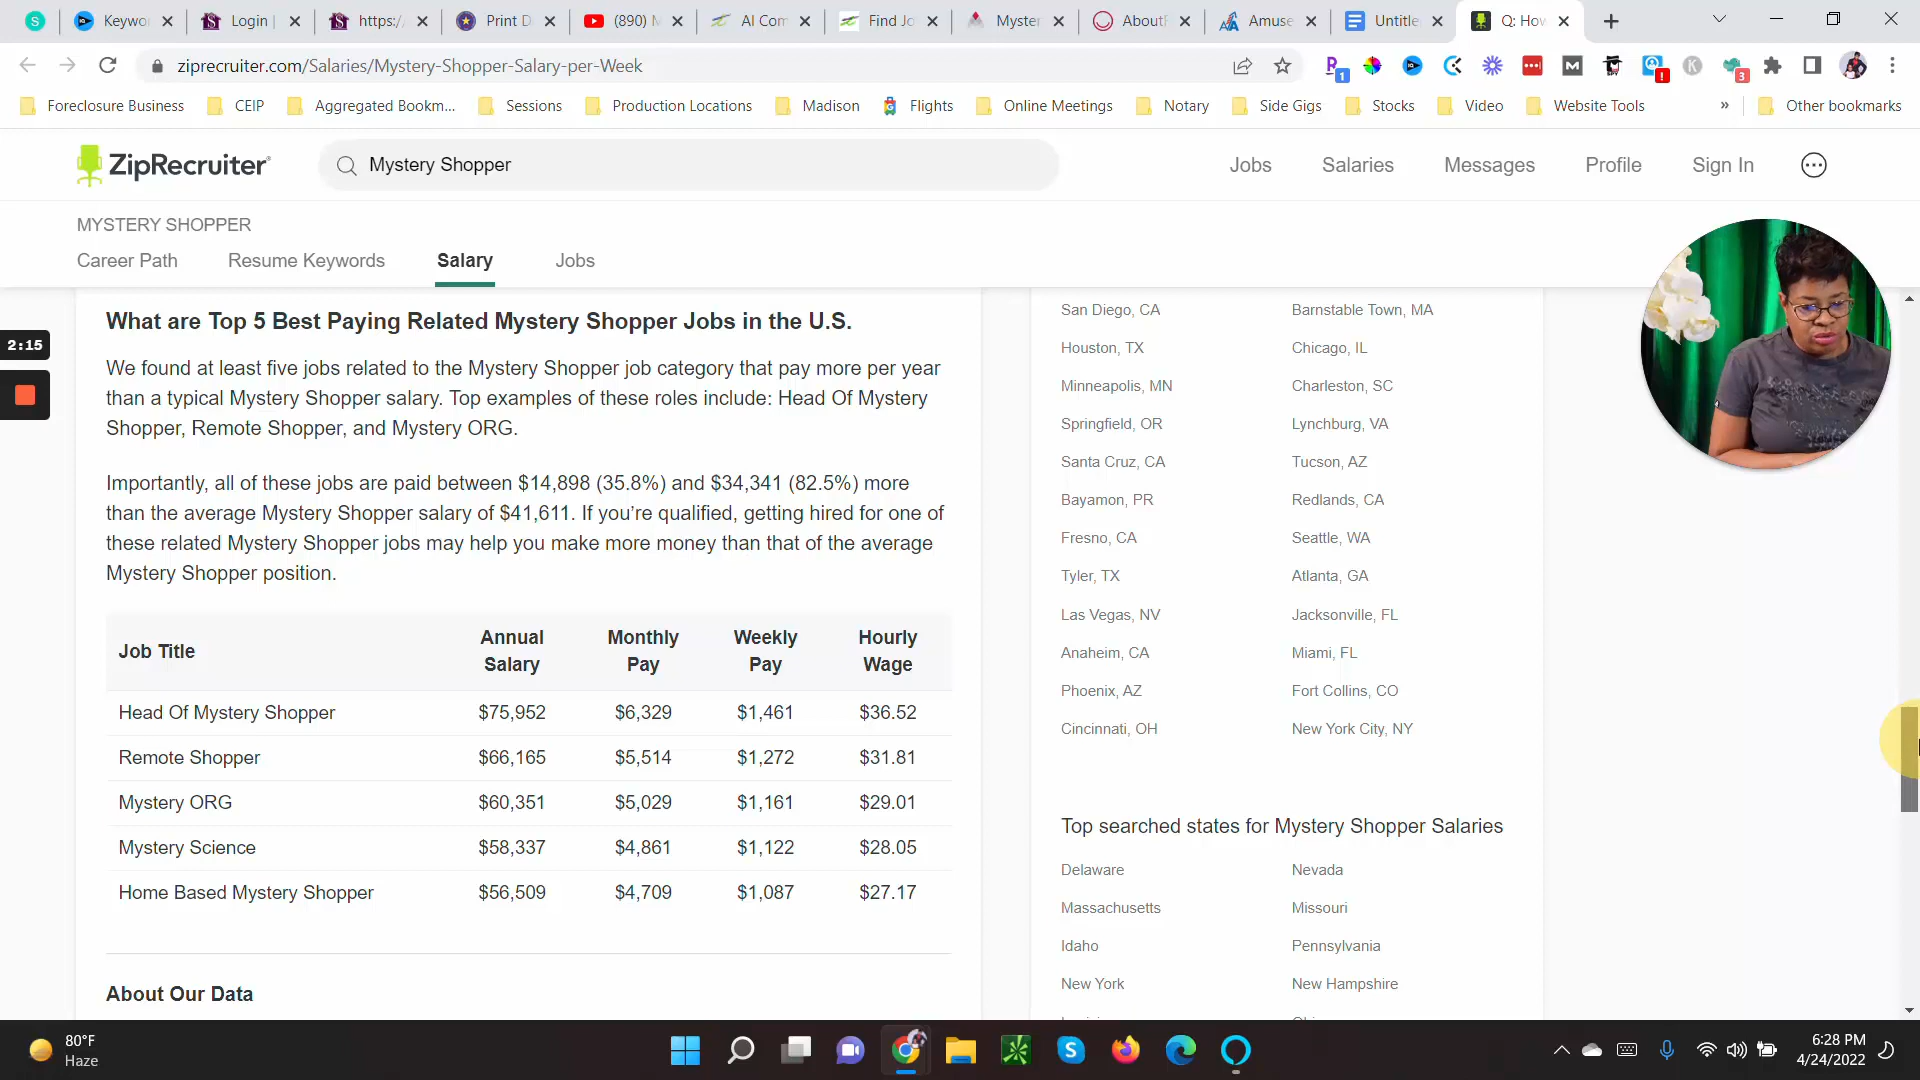 S
Keywor
Login |
https:/
Print D
(890) M
AI Com
Find Jo
Myster
AboutF
Amuse
Untitle
Q: How
ziprecruiter.com/Salaries/Mystery-Shopper-Salary-per-Week
1
!
3
Foreclosure Business
CEIP
Aggregated Bookm...
Sessions
Production Locations
Madison
Flights
Online Meetings
Notary
Side Gigs
Stocks
Video
Website Tools
»
Other bookmarks
ZipRecruiter
Mystery Shopper
Jobs
Salaries
Messages
Profile
Sign In
MYSTERY SHOPPER
Career Path
Resume Keywords
Salary
Jobs
2:15
What are Top 5 Best Paying Related Mystery Shopper Jobs in the U.S.
We found at least five jobs related to the Mystery Shopper job category that pay more per year
than a typical Mystery Shopper salary. Top examples of these roles include: Head Of Mystery
Shopper, Remote Shopper, and Mystery ORG.
Importantly, all of these jobs are paid between $14,898 (35.8%) and $34,341 (82.5%) more
than the average Mystery Shopper salary of $41,611. If you're qualified, getting hired for one of
these related Mystery Shopper jobs may help you make more money than that of the average
Mystery Shopper position.
Job Title Annual Salary Monthly Pay Weekly Pay Hourly Wage
Head Of Mystery Shopper $75,952 $6,329 $1,461 $36.52
Remote Shopper $66,165 $5,514 $1,272 $31.81
Mystery ORG $60,351 $5,029 $1,161 $29.01
Mystery Science $58,337 $4,861 $1,122 $28.05
Home Based Mystery Shopper $56,509 $4,709 $1,087 $27.17
About Our Data
San Diego, CA Barnstable Town, MA
Houston, TX Chicago, IL
Minneapolis, MN Charleston, SC
Springfield, OR Lynchburg, VA
Santa Cruz, CA Tucson, AZ
Bayamon, PR Redlands, CA
Fresno, CA Seattle, WA
Tyler, TX Atlanta, GA
Las Vegas, NV Jacksonville, FL
Anaheim, CA Miami, FL
Phoenix, AZ Fort Collins, CO
Cincinnati, OH New York City, NY
Top searched states for Mystery Shopper Salaries
Delaware Nevada
Massachusetts Missouri
Idaho Pennsylvania
New York New Hampshire
80°F
Haze
6:28 PM
4/24/2022